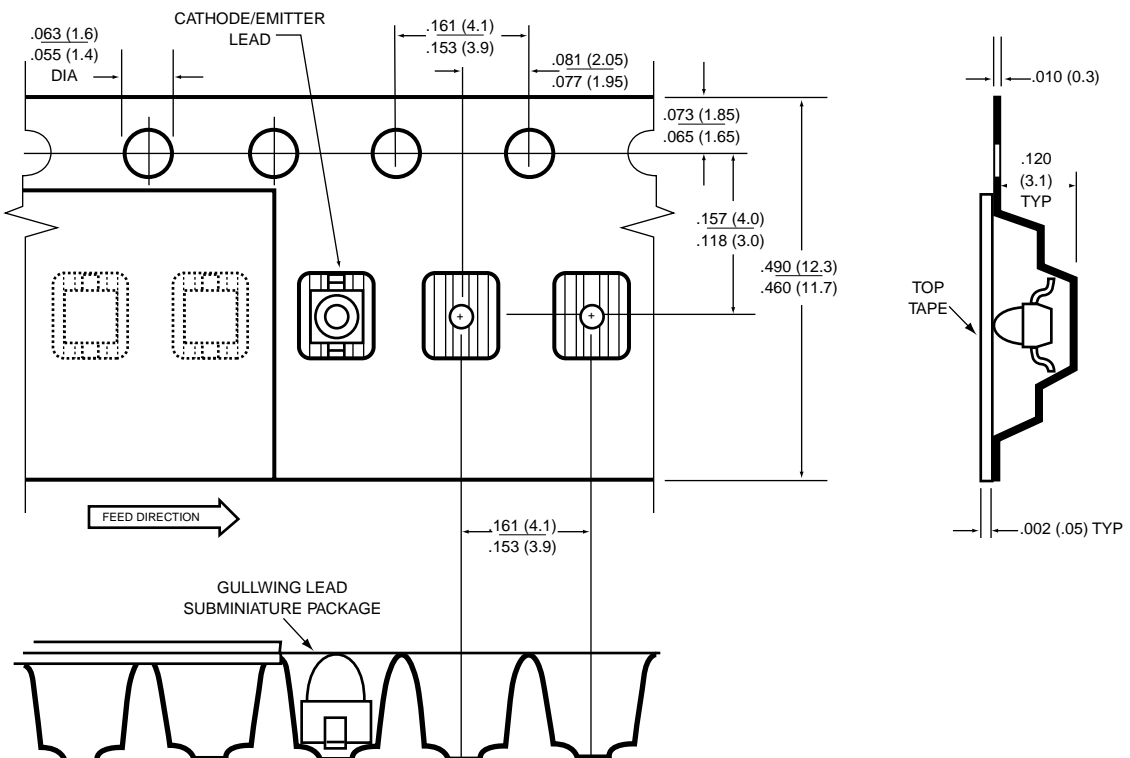 CATHODE/EMITTER
LEAD
.063 (1.6)
.055 (1.4)
DIA
.161 (4.1)
.153 (3.9)
.081 (2.05)
.077 (1.95)
.073 (1.85)
.065 (1.65)
.010 (0.3)
.120
(3.1)
TYP
.157 (4.0)
.118 (3.0)
.490 (12.3)
.460 (11.7)
TOP
TAPE
FEED DIRECTION
.161 (4.1)
.153 (3.9)
.002 (.05) TYP
GULLWING LEAD
SUBMINIATURE PACKAGE